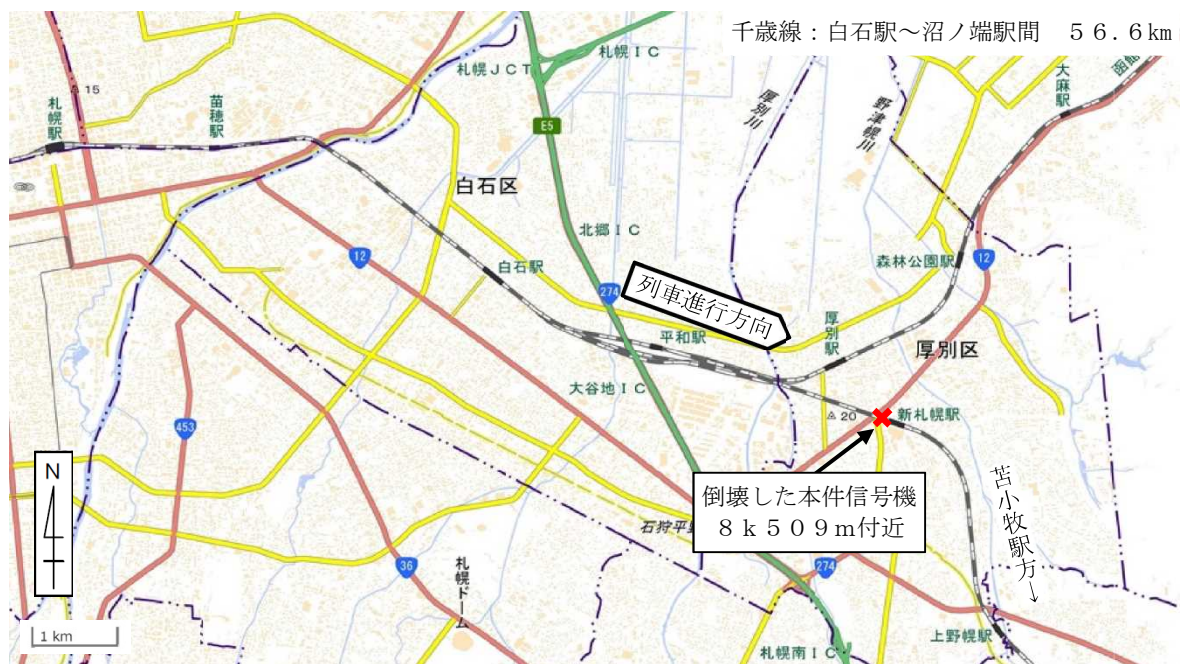 千歳線：白石駅～沼ノ端駅間　５６.６km
札幌ＩＣ
札幌ＪＣＴ
大麻駅
函館
15
札幌駅
苗穂駅
厚別川
野津幌川
E5
白石区
北郷ＩＣ
12
白石駅
森林公園駅
12
274
列車進行方向
平和駅
厚別駅
厚別区
大谷地ＩＣ
20
新札幌駅
453
N
倒壊した本件信号機
８ｋ５０９ｍ付近
苫小牧駅方↓
石狩平野
36
札幌ドーム
274
1 km
上野幌駅
札幌南ＩＣ